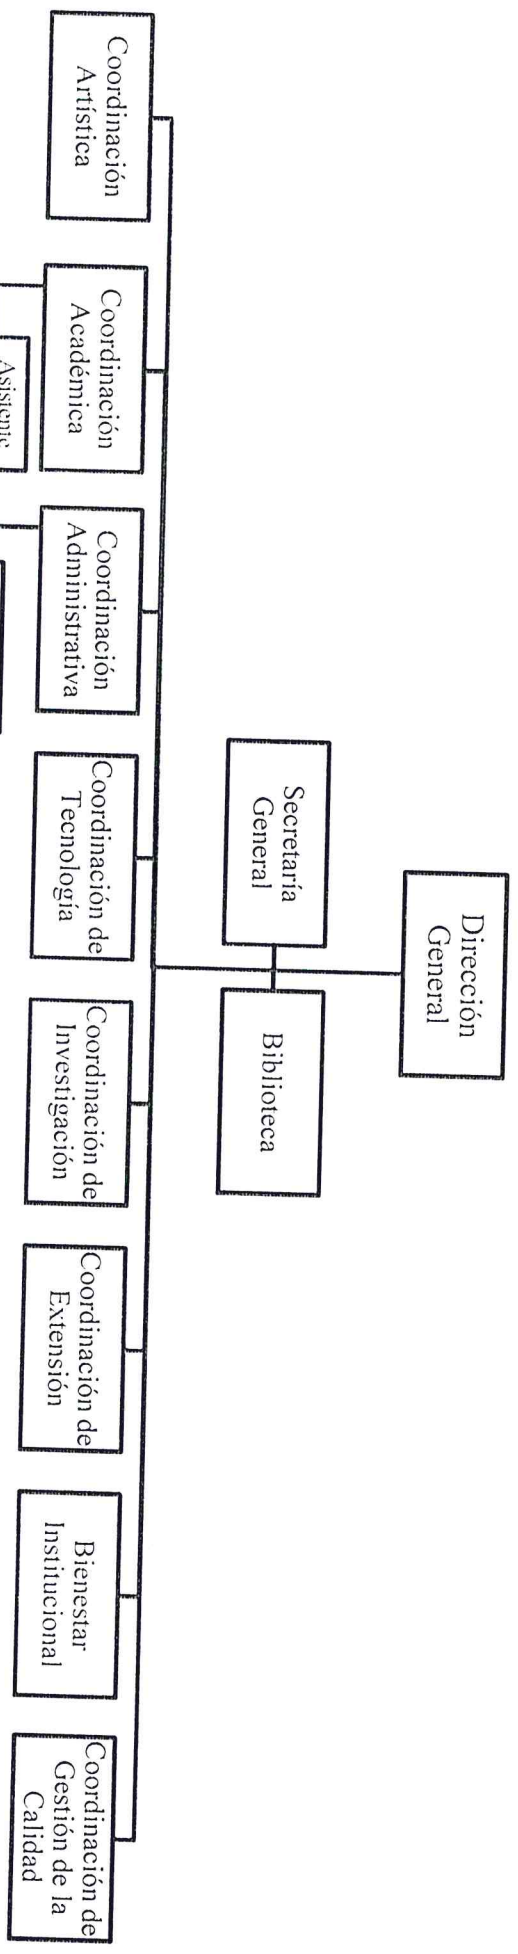 Dirección
General
Secretaría
General
Biblioteca
Coordinación
Artística
Coordinación
Académica
Coordinación
Administrativa
Coordinación de
Tecnología
Coordinación de
Investigación
Coordinación de
Extensión
Bienestar
Institucional
Coordinación de
Gestión de la
Calidad